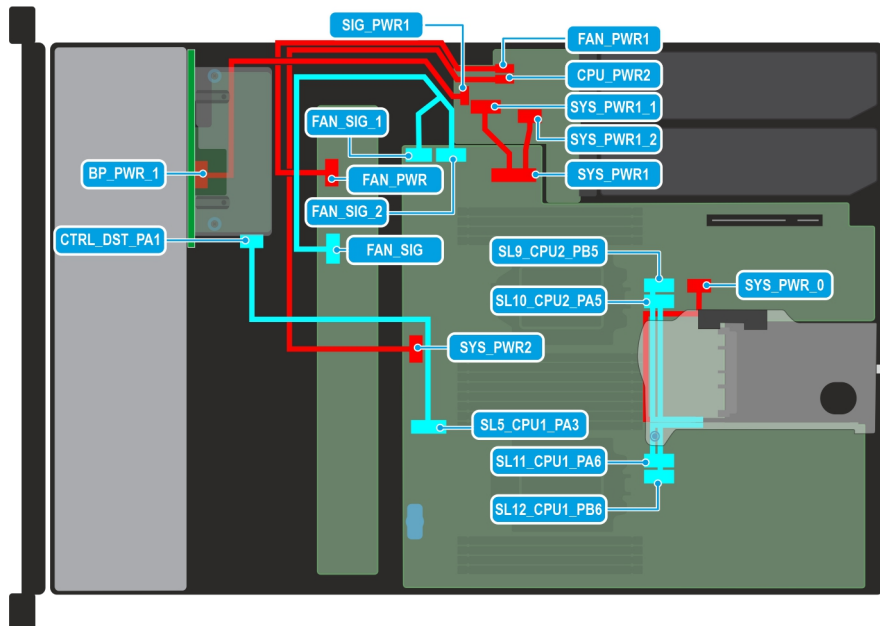 SIG_PWR1
FAN_PWR1
CPU_PWR2
SYS_PWR1_1
FAN_SIG_1
SYS_PWR1_2
BP_PWR_1
FAN_PWR
SYS_PWR1
FAN_SIG_2
CTRL_DST_PA1
FAN_SIG
SL9_CPU2_PB5
SYS_PWR_0
SL10_CPU2_PA5
SYS_PWR2
SL5_CPU1_PA3
SL11_CPU1_PA6
SL12_CPU1_PB6